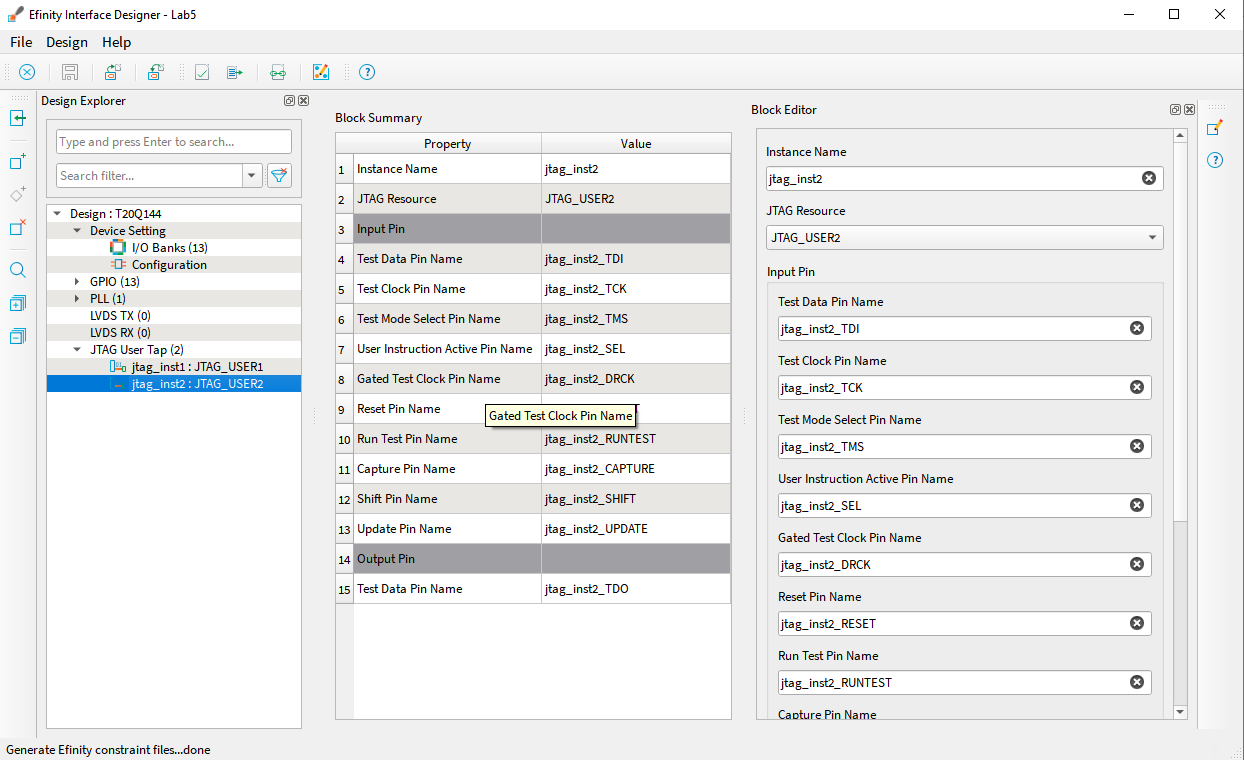 Efinity Interface Designer - Lab5
File Design Help
Design Explorer
Type and press Enter to search...
Search filter...
Design : T20Q144
Device Setting
I/O Banks (13)
Configuration
GPIO (13)
PLL (1)
LVDS TX (0)
LVDS RX (0)
JTAG User Tap (2)
jtag_inst1 : JTAG_USER1
jtag_inst2 : JTAG_USER2
Block Summary
Property Value
1 Instance Name jtag_inst2
2 JTAG Resource JTAG_USER2
3 Input Pin
4 Test Data Pin Name jtag_inst2_TDI
5 Test Clock Pin Name jtag_inst2_TCK
6 Test Mode Select Pin Name jtag_inst2_TMS
7 User Instruction Active Pin Name jtag_inst2_SEL
8 Gated Test Clock Pin Name jtag_inst2_DRCK
9 Reset Pin Name
Gated Test Clock Pin Name
10 Run Test Pin Name jtag_inst2_RUNTEST
11 Capture Pin Name jtag_inst2_CAPTURE
12 Shift Pin Name jtag_inst2_SHIFT
13 Update Pin Name jtag_inst2_UPDATE
14 Output Pin
15 Test Data Pin Name jtag_inst2_TDO
Block Editor
Instance Name
jtag_inst2
JTAG Resource
JTAG_USER2
Input Pin
Test Data Pin Name
jtag_inst2_TDI
Test Clock Pin Name
jtag_inst2_TCK
Test Mode Select Pin Name
jtag_inst2_TMS
User Instruction Active Pin Name
jtag_inst2_SEL
Gated Test Clock Pin Name
jtag_inst2_DRCK
Reset Pin Name
jtag_inst2_RESET
Run Test Pin Name
jtag_inst2_RUNTEST
Capture Pin Name
Generate Efinity constraint files...done